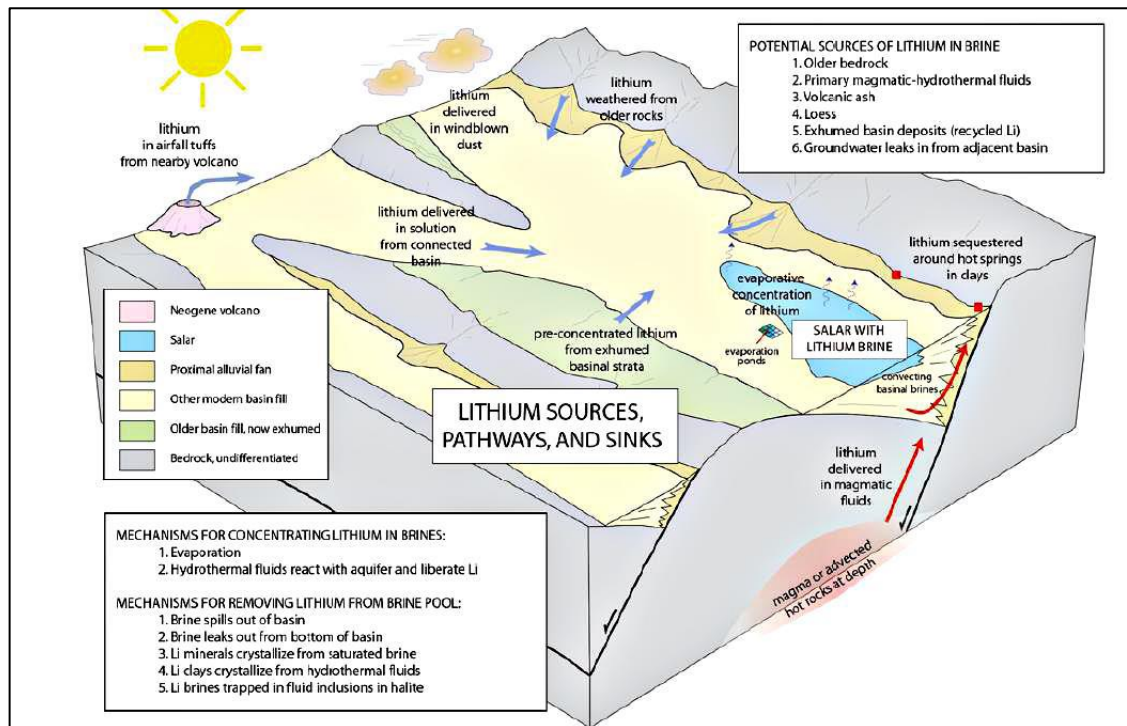 POTENTIAL SOURCES OF LITHIUM IN BRINE
1. Older bedrock
2. Primary magmatic-hydrothermal fluids
3. Volcanic ash
4. Loess
5. Exhumed basin deposits (recycled Li)
6. Groundwater leaks in from adjacent basin
lithium
in airfall tuffs
from nearby volcano
lithium
delivered
in windblown
dust
lithium
weathered from
older rocks
lithium delivered
in solution
from connected
basin
lithium sequestered
around hot springs
in clays
evaporative
concentration
of lithium
SALAR WITH
LITHIUM BRINE
evaporation
ponds
pre-concentrated lithium
from exhumed
basinal strata
convecting
basinal brines
Neogene volcano
Salar
Proximal alluvial fan
Other modern basin fill
Older basin fill, now exhumed
Bedrock, undifferentiated
LITHIUM SOURCES,
PATHWAYS, AND SINKS
lithium
delivered
in magmatic
fluids
magma or advected
hot rocks at depth
MECHANISMS FOR CONCENTRATING LITHIUM IN BRINES:
1. Evaporation
2. Hydrothermal fluids react with aquifer and liberate Li
MECHANISMS FOR REMOVING LITHIUM FROM BRINE POOL:
1. Brine spills out of basin
2. Brine leaks out from bottom of basin
3. Li minerals crystallize from saturated brine
4. Li clays crystallize from hydrothermal fluids
5. Li brines trapped in fluid inclusions in halite